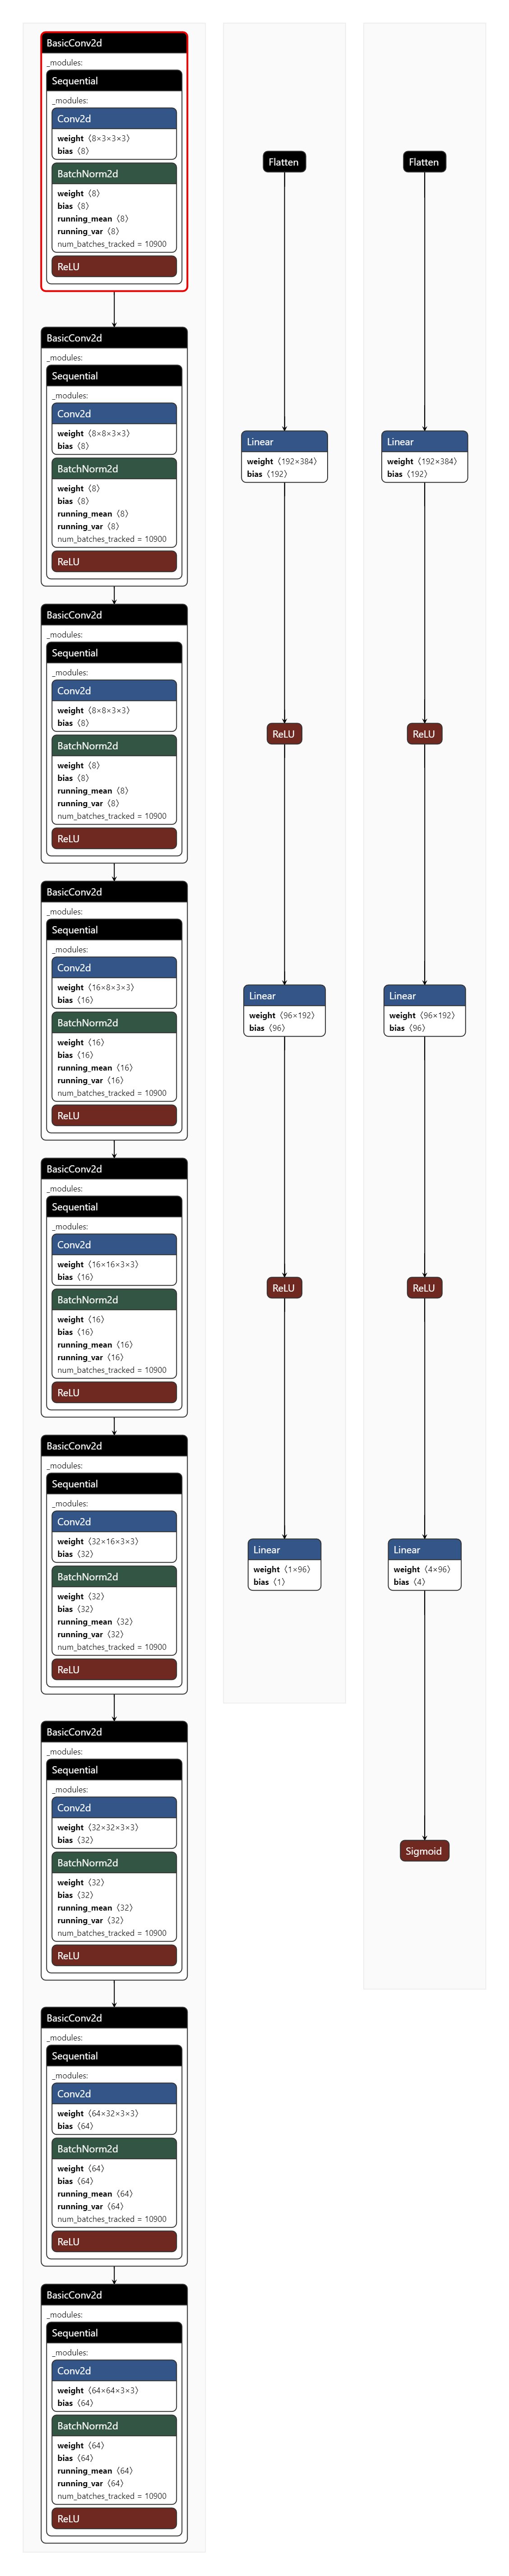 BasicConv2d
_modules:
Sequential
_modules:
Conv2d
weight 〈8×3×3×3〉
bias 〈8〉
BatchNorm2d
weight 〈8〉
bias 〈8〉
running_mean 〈8〉
running_var 〈8〉
num_batches_tracked = 10900
ReLU
BasicConv2d
_modules:
Sequential
_modules:
Conv2d
weight 〈8×8×3×3〉
bias 〈8〉
BatchNorm2d
weight 〈8〉
bias 〈8〉
running_mean 〈8〉
running_var 〈8〉
num_batches_tracked = 10900
ReLU
BasicConv2d
_modules:
Sequential
_modules:
Conv2d
weight 〈8×8×3×3〉
bias 〈8〉
BatchNorm2d
weight 〈8〉
bias 〈8〉
running_mean 〈8〉
running_var 〈8〉
num_batches_tracked = 10900
ReLU
BasicConv2d
_modules:
Sequential
_modules:
Conv2d
weight 〈16×8×3×3〉
bias 〈16〉
BatchNorm2d
weight 〈16〉
bias 〈16〉
running_mean 〈16〉
running_var 〈16〉
num_batches_tracked = 10900
ReLU
BasicConv2d
_modules:
Sequential
_modules:
Conv2d
weight 〈16×16×3×3〉
bias 〈16〉
BatchNorm2d
weight 〈16〉
bias 〈16〉
running_mean 〈16〉
running_var 〈16〉
num_batches_tracked = 10900
ReLU
BasicConv2d
_modules:
Sequential
_modules:
Conv2d
weight 〈32×16×3×3〉
bias 〈32〉
BatchNorm2d
weight 〈32〉
bias 〈32〉
running_mean 〈32〉
running_var 〈32〉
num_batches_tracked = 10900
ReLU
BasicConv2d
_modules:
Sequential
_modules:
Conv2d
weight 〈32×32×3×3〉
bias 〈32〉
BatchNorm2d
weight 〈32〉
bias 〈32〉
running_mean 〈32〉
running_var 〈32〉
num_batches_tracked = 10900
ReLU
BasicConv2d
_modules:
Sequential
_modules:
Conv2d
weight 〈64×32×3×3〉
bias 〈64〉
BatchNorm2d
weight 〈64〉
bias 〈64〉
running_mean 〈64〉
running_var 〈64〉
num_batches_tracked = 10900
ReLU
BasicConv2d
_modules:
Sequential
_modules:
Conv2d
weight 〈64×64×3×3〉
bias 〈64〉
BatchNorm2d
weight 〈64〉
bias 〈64〉
running_mean 〈64〉
running_var 〈64〉
num_batches_tracked = 10900
ReLU
Flatten
Linear
weight 〈192×384〉
bias 〈192〉
ReLU
Linear
weight 〈96×192〉
bias 〈96〉
ReLU
Linear
weight 〈1×96〉
bias 〈1〉
Flatten
Linear
weight 〈192×384〉
bias 〈192〉
ReLU
Linear
weight 〈96×192〉
bias 〈96〉
ReLU
Linear
weight 〈4×96〉
bias 〈4〉
Sigmoid